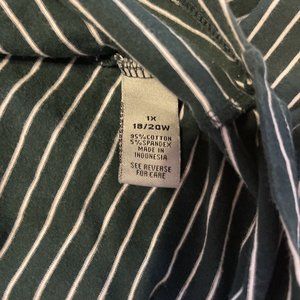 1X
18/20W
95%COTTON
5%SPANDEX
MADE IN
INDONESIA
SEE REVERSE
FOR CARE